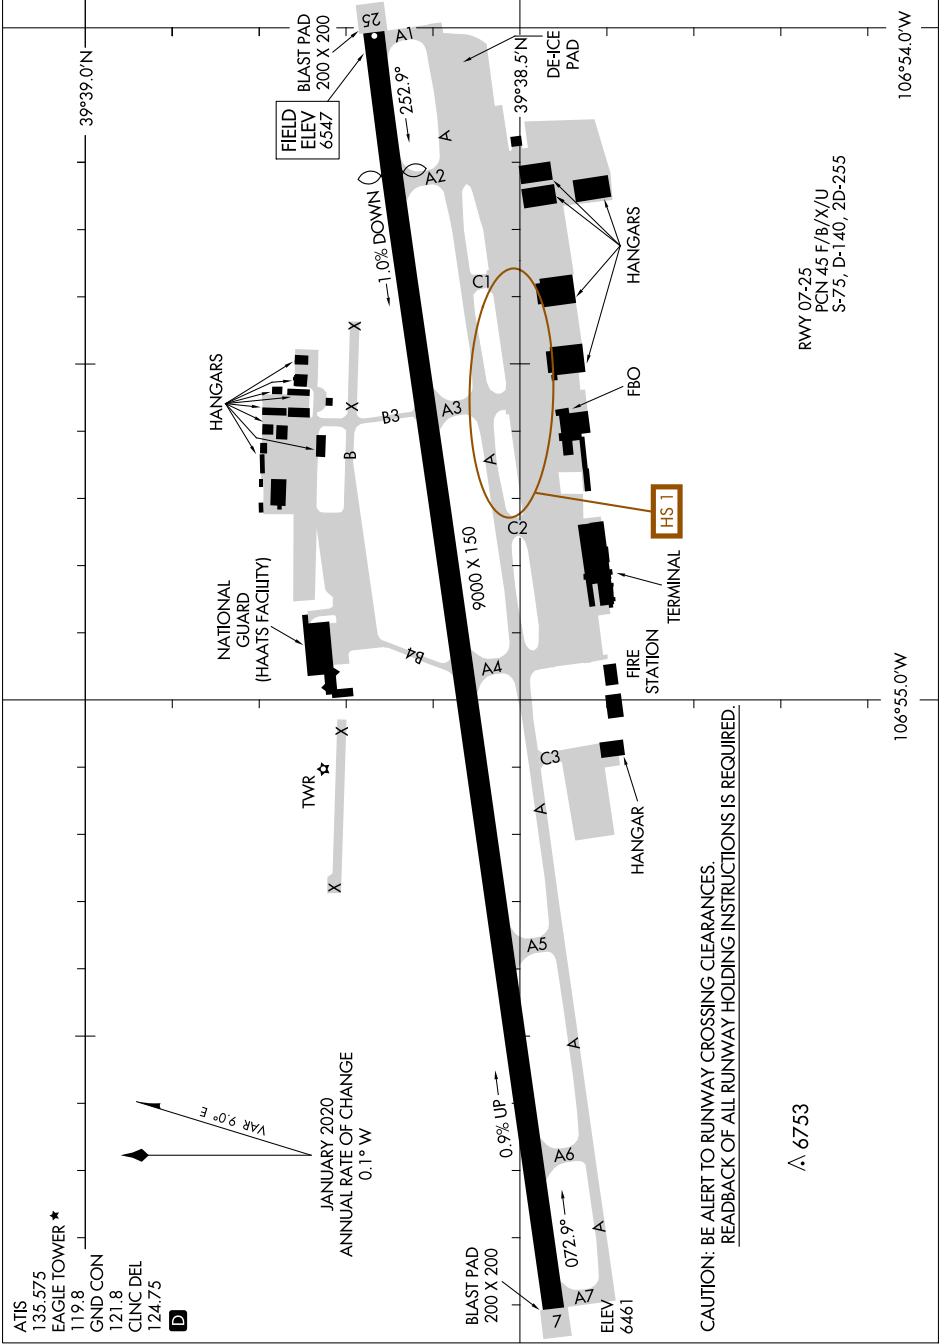 ATIS
135.575
EAGLE TOWER ★
119.8
GND CON
121.8
CLNC DEL
124.75
D
39°39.0'N
BLAST PAD
200 X 200
25
A1
FIELD
ELEV
6547
252.9°
A
A2
DE-ICE
PAD
39°38.5'N
106°54.0'W
1.0% DOWN
C1
HANGARS
RWY 07-25
PCN 45 F/B/X/U
S-75, D-140, 2D-255
HANGARS
X
X
B3
B
A3
A
FBO
HS 1
C2
9000 X 150
NATIONAL
GUARD
(HAATS FACILITY)
B4
A4
TERMINAL
FIRE
STATION
106°55.0'W
TWR
X
X
C3
A
HANGAR
A5
A
VAR 9.0° E
JANUARY 2020
ANNUAL RATE OF CHANGE
0.1° W
0.9% UP
A6
072.9°
A
BLAST PAD
200 X 200
7
A7
ELEV
6461
CAUTION: BE ALERT TO RUNWAY CROSSING CLEARANCES.
READBACK OF ALL RUNWAY HOLDING INSTRUCTIONS IS REQUIRED.
6753